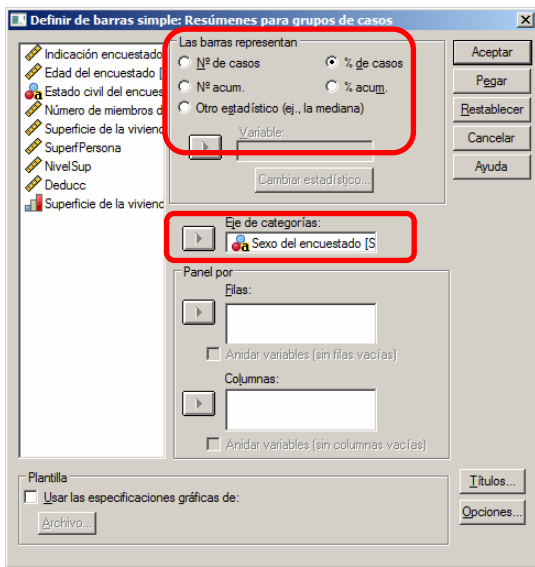 Definir de barras simple: Resúmenes para grupos de casos
Indicación encuestado
Edad del encuestado [
Estado civil del encues
Número de miembros d
Superficie de la viviend
SuperfPersona
NivelSup
Deducc
Superficie de la viviend
Las barras representan
Nº de casos
% de casos
Nº acum.
% acum.
Otro estadístico (ej., la mediana)
Variable:
Cambiar estadístico...
Eje de categorías:
Sexo del encuestado [S
Panel por
Filas:
Anidar variables (sin filas vacías)
Columnas:
Anidar variables (sin columnas vacías)
Aceptar
Pegar
Restablecer
Cancelar
Ayuda
Plantilla
Usar las especificaciones gráficas de:
Archivo...
Títulos...
Opciones...